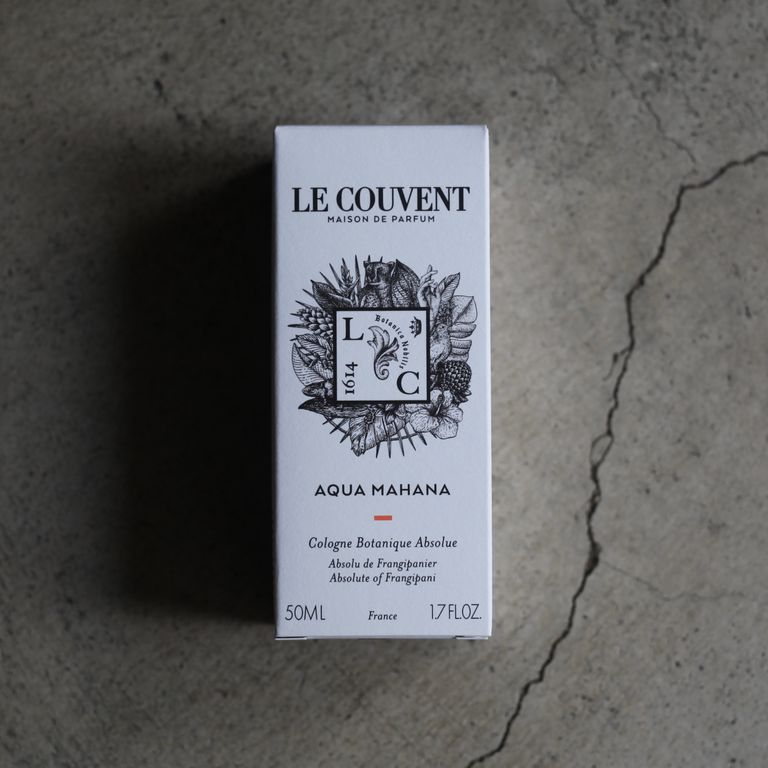 LE COUVENT
MAISON DE PARFUM
L
Botanica Nobilis
1614
C
AQUA MAHANA
Cologne Botanique Absolue
Absolu de Frangipanier
Absolute of Frangipani
50ML France 1.7 FL.OZ.